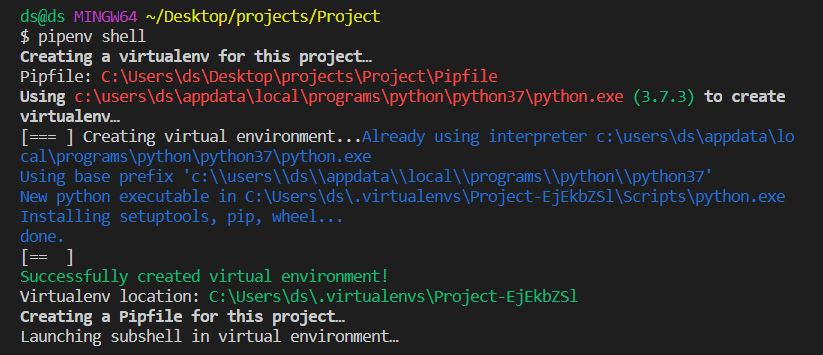 ds@ds MINGW64 ~/Desktop/projects/Project
$ pipenv shell
Creating a virtualenv for this project…
Pipfile: C:\Users\ds\Desktop\projects\Project\Pipfile
Using c:\users\ds\appdata\local\programs\python\python37\python.exe (3.7.3) to create
virtualenv…
[=== ] Creating virtual environment...Already using interpreter c:\users\ds\appdata\lo
cal\programs\python\python37\python.exe
Using base prefix 'c:\\users\\ds\\appdata\\local\\programs\\python\\python37'
New python executable in C:\Users\ds\.virtualenvs\Project-EjEkbZSl\Scripts\python.exe
Installing setuptools, pip, wheel...
done.
[==  ]
Successfully created virtual environment!
Virtualenv location: C:\Users\ds\.virtualenvs\Project-EjEkbZSl
Creating a Pipfile for this project…
Launching subshell in virtual environment…